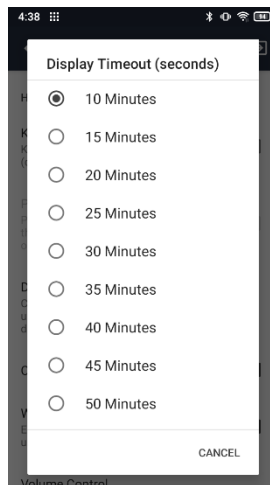 4:38
Display Timeout (seconds)
10 Minutes
15 Minutes
20 Minutes
25 Minutes
30 Minutes
35 Minutes
40 Minutes
45 Minutes
50 Minutes
CANCEL
Volume Control